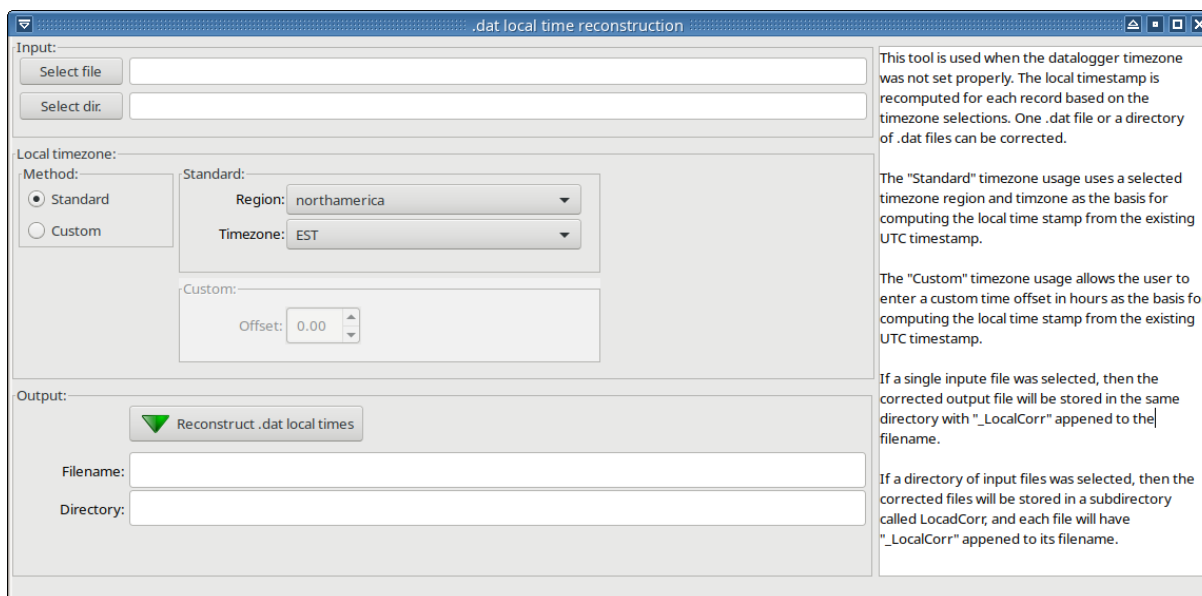 .dat local time reconstruction
Input:
Select file
Select dir.
Local timezone:
Method:
Standard
Custom
Standard:
Region: northamerica
Timezone: EST
Custom:
Offset: 0.00
Output:
Reconstruct .dat local times
Filename:
Directory:
This tool is used when the datalogger timezone
was not set properly. The local timestamp is
recomputed for each record based on the
timezone selections. One .dat file or a directory
of .dat files can be corrected.
The "Standard" timezone usage uses a selected
timezone region and timzone as the basis for
computing the local time stamp from the existing
UTC timestamp.
The "Custom" timezone usage allows the user to
enter a custom time offset in hours as the basis fo
computing the local time stamp from the existing
UTC timestamp.
If a single inpute file was selected, then the
corrected output file will be stored in the same
directory with "_LocalCorr" appened to the
filename.
If a directory of input files was selected, then the
corrected files will be stored in a subdirectory
called LocadCorr, and each file will have
"_LocalCorr" appened to its filename.